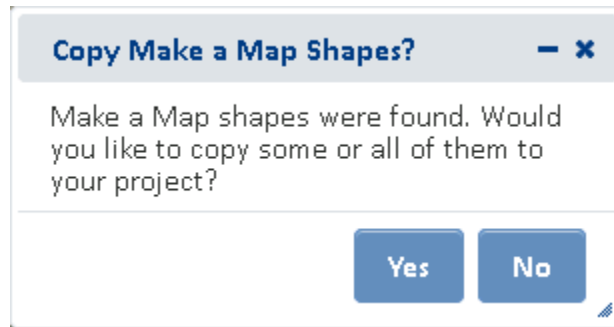 Copy Make a Map Shapes?
Make a Map shapes were found. Would
you like to copy some or all of them to
your project?
Yes No